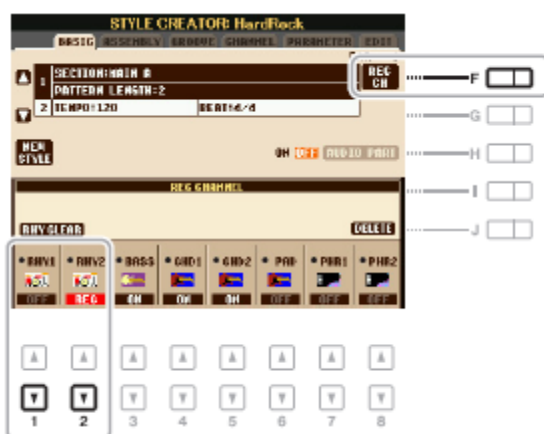 STYLE CREATOR: HardRock
BASIC ASSEMBLY GROOVE CHANNEL PARAMETER EDIT
1 SECTION:MAIN A
PATTERN LENGTH:2
2 TEMPO:120 BEAT:4/4
REC CH
F
G
NEW STYLE
ON OFF AUDIO PART
H
REC CHANNEL
I
RHY CLEAR
DELETE
J
RHY1 RHY2 BASS CHD1 CHD2 PAD PHR1 PHR2
OFF REC ON ON ON OFF OFF OFF
1 2 3 4 5 6 7 8